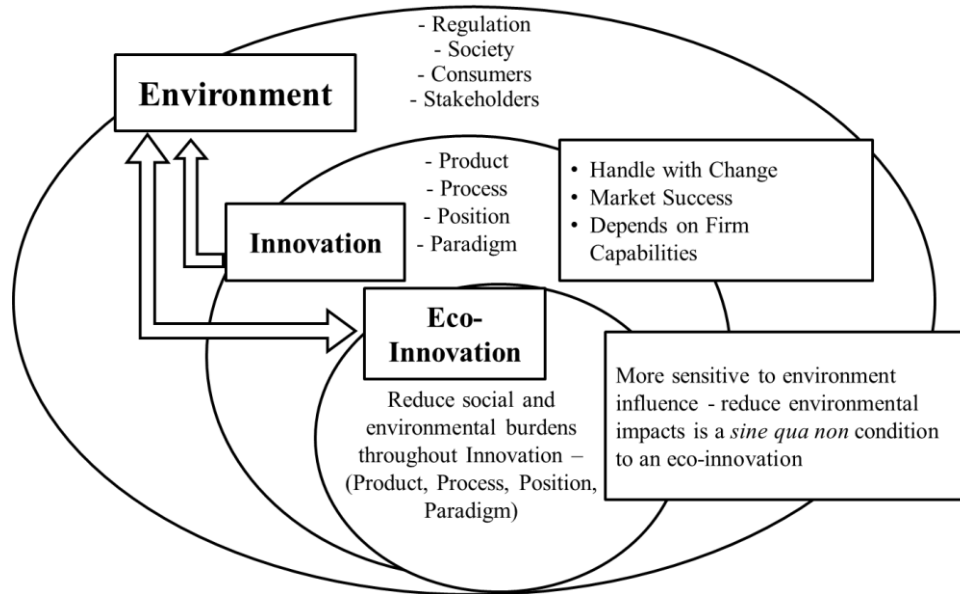 - Regulation
- Society
- Consumers
- Stakeholders
Environment
- Product
- Process
- Position
- Paradigm
• Handle with Change
• Market Success
• Depends on Firm
Capabilities
Innovation
Eco-
Innovation
More sensitive to environment
influence - reduce environmental
impacts is a sine qua non condition
to an eco-innovation
Reduce social and
environmental burdens
throughout Innovation –
(Product, Process, Position,
Paradigm)